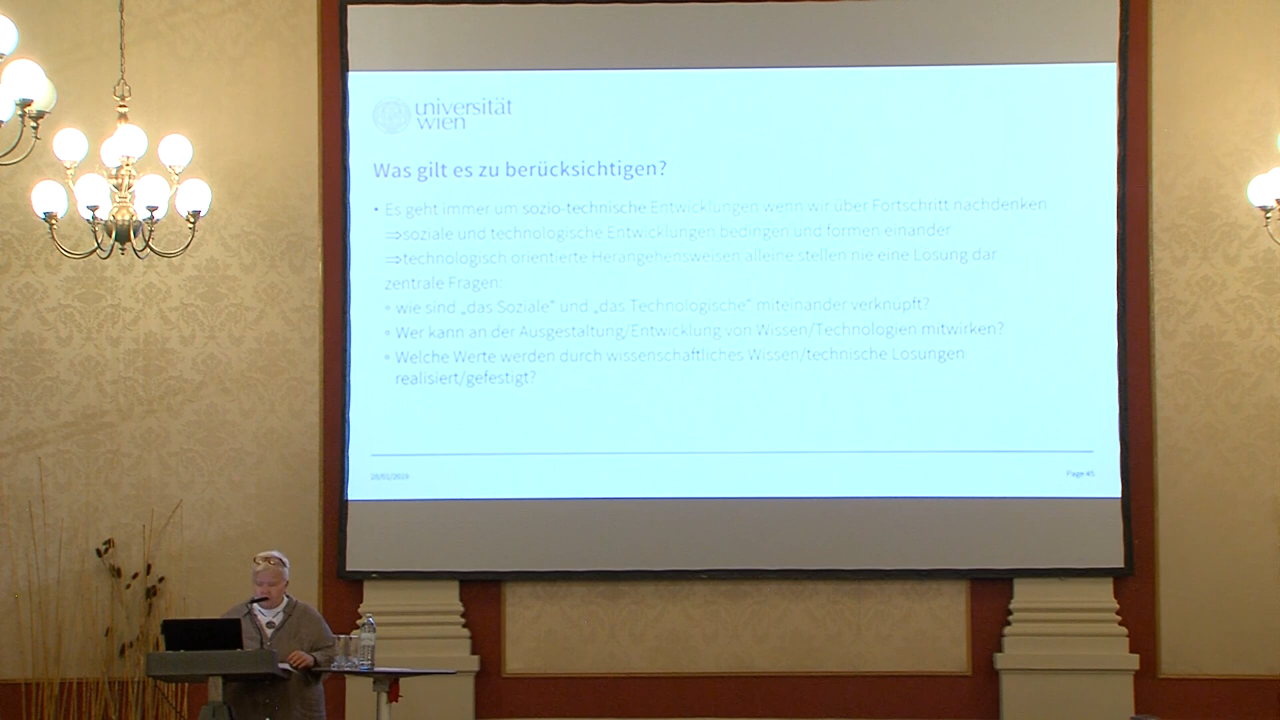 universität
wien
Was gilt es zu berücksichtigen?
• Es geht immer um sozio-technische Entwicklungen wenn wir über Fortschritt nachdenken
⇒soziale und technologische Entwicklungen bedingen und formen einander
⇒technologisch orientierte Herangehensweisen alleine stellen nie eine Lösung dar
zentrale Fragen:
• wie sind „das Soziale“ und „das Technologische“ miteinander verknüpft?
• Wer kann an der Ausgestaltung/Entwicklung von Wissen/Technologien mitwirken?
• Welche Werte werden durch wissenschaftliches Wissen/technische Lösungen
realisiert/gefestigt?
Page 45